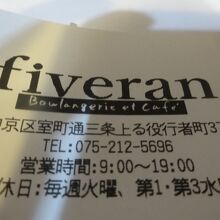 fiveran
Boulangerie et Café
京区室町通三条上る役行者町3
TEL: 075-212-5696
営業時間:9:00~19:00
休日:毎週火曜、第1・第3水